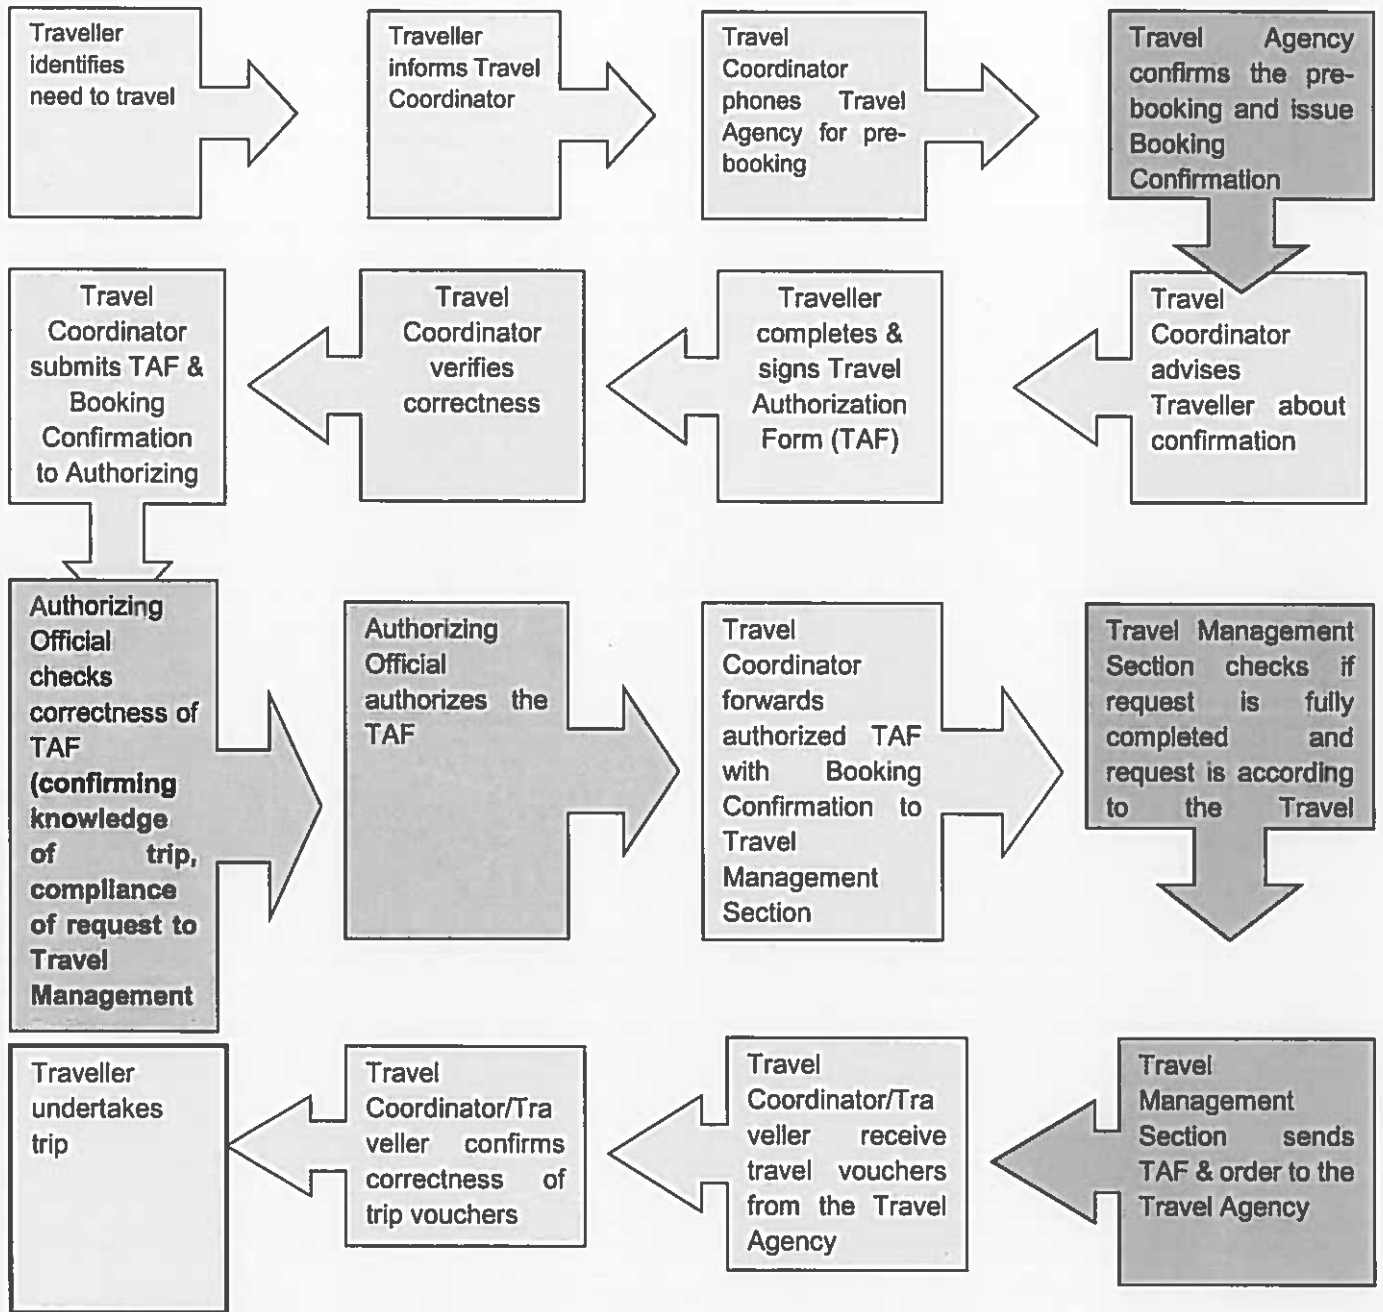 Traveller
identifies
need to travel
Traveller
informs Travel
Coordinator
Travel
Coordinator
phones Travel
Agency for pre-
booking
Travel Agency
confirms the pre-
booking and issue
Booking
Confirmation
Travel
Coordinator
advises
Traveller about
confirmation
Traveller
completes &
signs Travel
Authorization
Form (TAF)
Travel
Coordinator
verifies
correctness
Travel
Coordinator
submits TAF &
Booking
Confirmation
to Authorizing
Authorizing
Official
checks
correctness of
TAF
(confirming
knowledge
of trip,
compliance
of request to
Travel
Management
Authorizing
Official
authorizes the
TAF
Travel
Coordinator
forwards
authorized TAF
with Booking
Confirmation to
Travel
Management
Section
Travel Management
Section checks if
request is fully
completed and
request is according
to the Travel
Travel
Management
Section sends
TAF & order to the
Travel Agency
Travel
Coordinator/Tra
veller receive
travel vouchers
from the Travel
Agency
Travel
Coordinator/Tra
veller confirms
correctness of
trip vouchers
Traveller
undertakes
trip